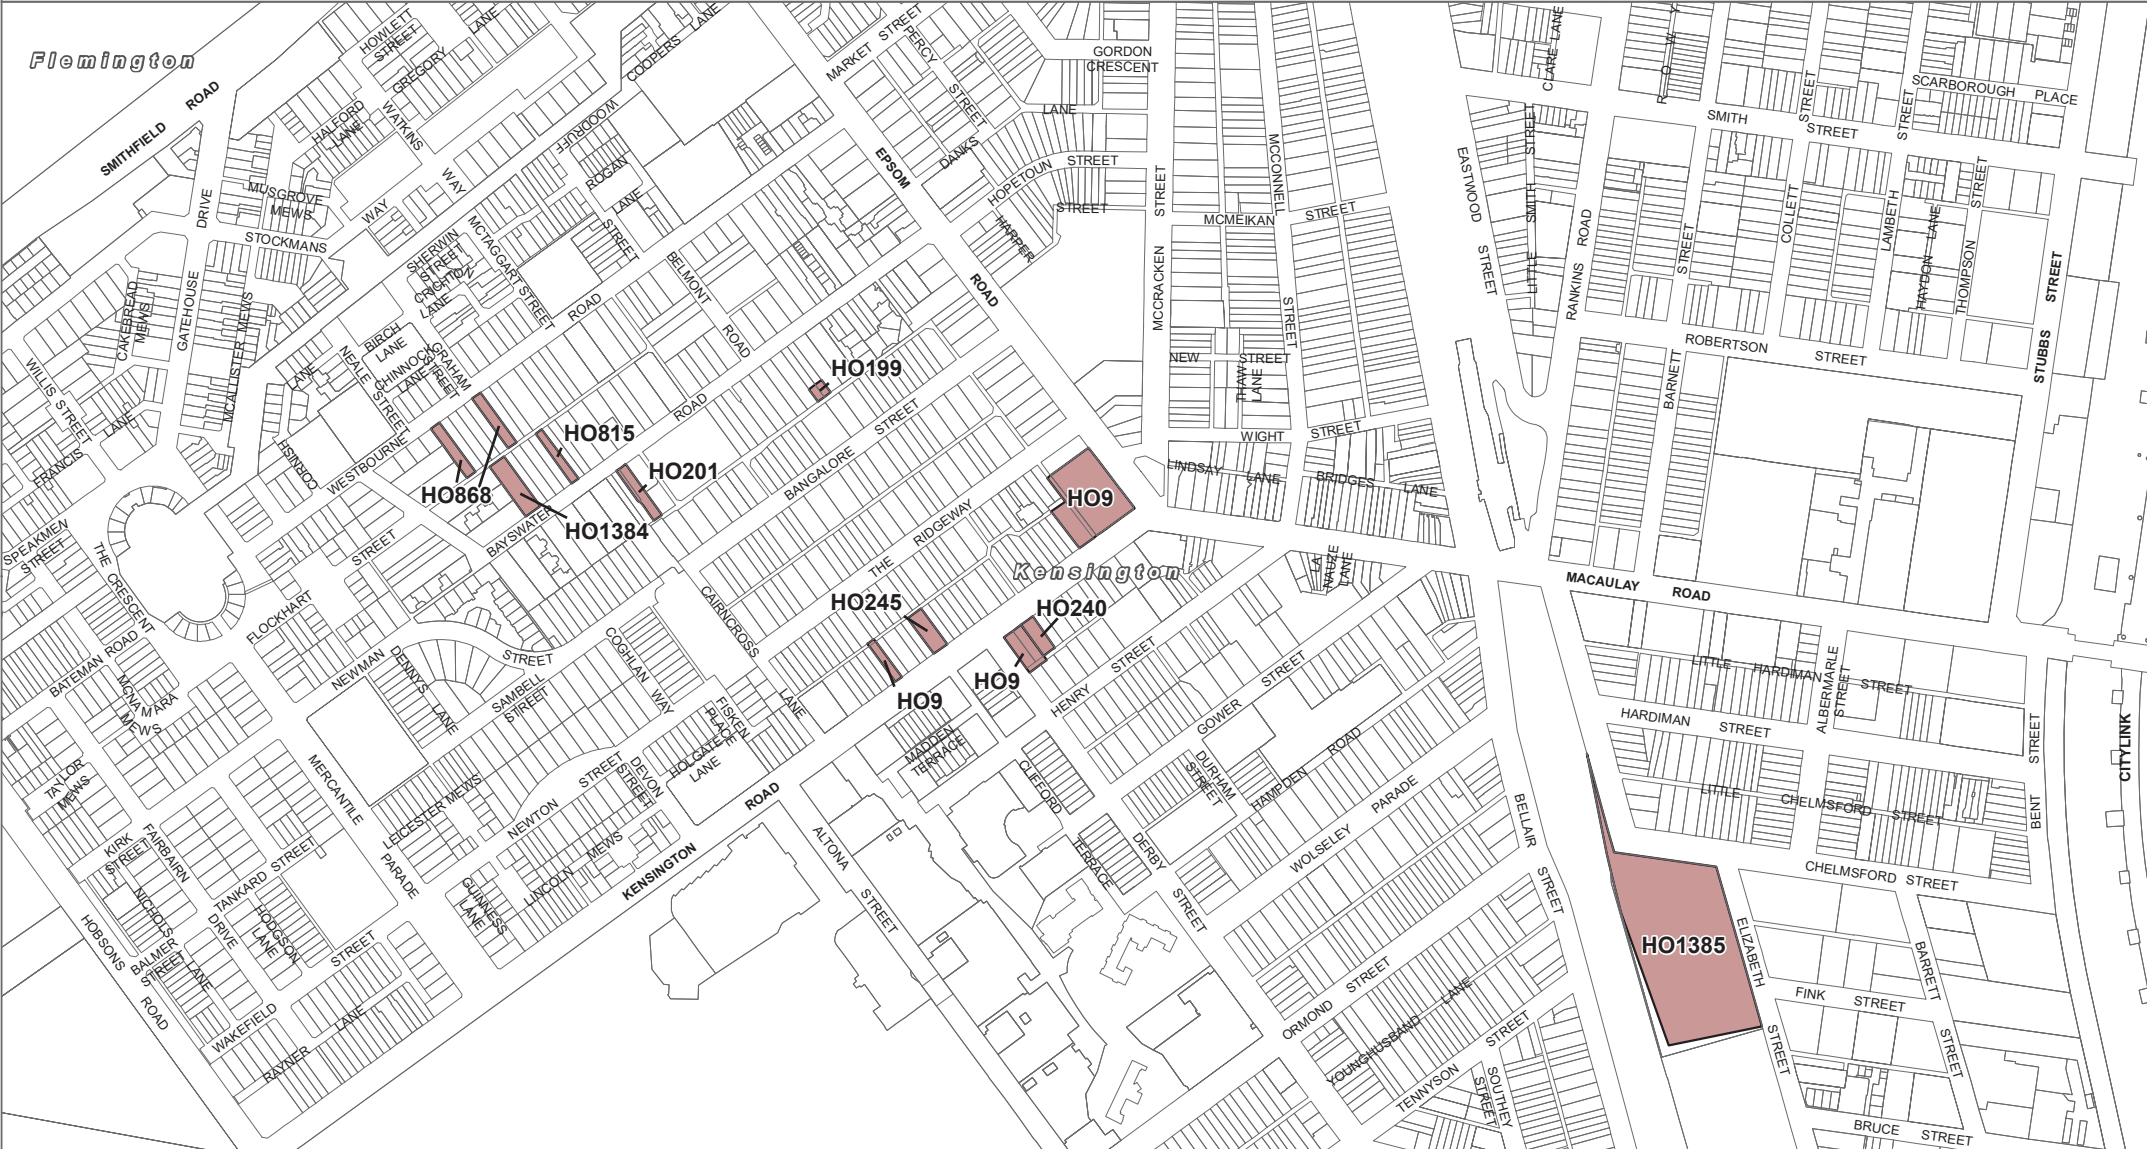 Flemington
SMITHFIELD ROAD
HOWLETT
STREET
GREGORY LANE
HALFORD
LANE
WATKINS
WAY
WAY
COOPERS LANE
WOODRUFF
STREET
ROGAN
LANE
MARKET STREET
PERCY
STREET
GORDON
CRESCENT
LANE
DANKS
HOPETOUN STREET
STREET
HARPER
EPSOM
ROAD
MCCRACKEN STREET
MCCONNELL
STREET
MCMEIKAN STREET
NEW STREET
THAW
LANE
WIGHT STREET
LINDSAY LANE
BRIDGES LANE
EASTWOOD STREET
CLARE LANE
LITTLE SMITH STREET
RANKINS ROAD
R O W Y
SMITH STREET
SCARBOROUGH PLACE
COLLETT STREET
LAMBETH STREET
HAYDON LANE
THOMPSON STREET
STUBBS STREET
ROBERTSON STREET
BARNETT STREET
DRIVE
GATEHOUSE
MUSGROVE
MEWS
STOCKMANS
CAKEBREAD
MEWS
MCALLISTER MEWS
WILLIS STREET
FRANCIS LANE
SHERWIN
STREET
CRIGHTON
LANE
MCTAGGART STREET
BIRCH
LANE
CHINNOCK
LANE
GRAHAM
STREET
NEALE STREET
LANE
CORNISH
WESTBOURNE ROAD
BELMONT
ROAD
HO199
HO815
HO201
HO868
HO1384
BAYSWATER ROAD
BANGALORE STREET
THE RIDGEWAY
HO9
Kensington
HO245
HO240
HO9
HO9
CAIRNCROSS
LANE
SPEAKMEN
STREET
THE CRESCENT
BATEMAN ROAD
FLOCKHART STREET
NEWMAN STREET
DENNYS
LANE
SAMBELL
STREET
COGHLAN WAY
FISKEN
PLACE
HOLGATE
LANE
DEVON
STREET
NEWTON STREET
LEICESTER MEWS
MCNAMARA
MEWS
TAYLOR
MEWS
MERCANTILE
PARADE
KIRK
STREET
FAIRBAIRN
DRIVE
TANKARD STREET
NICHOLS
LANE
BALMER
STREET
HODGSON
LANE
HOBSONS
ROAD
WAKEFIELD STREET
RAYNER LANE
GUINNESS
LANE
LINCOLN MEWS
KENSINGTON ROAD
ALTONA
STREET
MADDEN
TERRACE
CLIFFORD
TERRACE
HENRY STREET
GOWER STREET
DURHAM
STREET
DERBY
STREET
HAMPDEN ROAD
WOLSELEY PARADE
ORMOND STREET
YOUNGHUSBAND LANE
TENNYSON STREET
SOUTHEY
STREET
BELLAIR
STREET
LA
NAUZE
LANE
MACAULAY ROAD
LITTLE HARDIMAN STREET
ALBERMARLE
STREET
HARDIMAN STREET
LITTLE CHELMSFORD STREET
CHELMSFORD STREET
BENT STREET
CITYLINK
HO1385
ELIZABETH
STREET
BARRETT
STREET
FINK STREET
BRUCE STREET